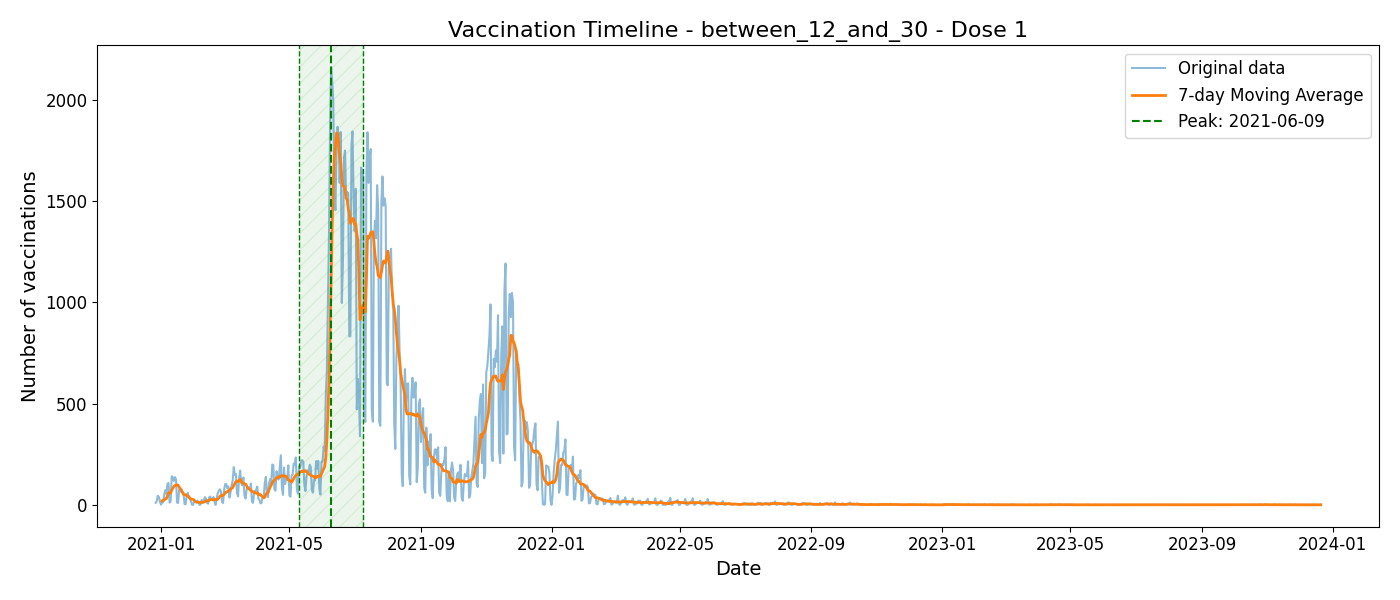 Vaccination Timeline - between_12_and_30 - Dose 1
Original data
7-day Moving Average
Peak: 2021-06-09
Number of vaccinations
2000
1500
1000
500
0
2021-01 2021-05 2021-09 2022-01 2022-05 2022-09 2023-01 2023-05 2023-09 2024-01
Date